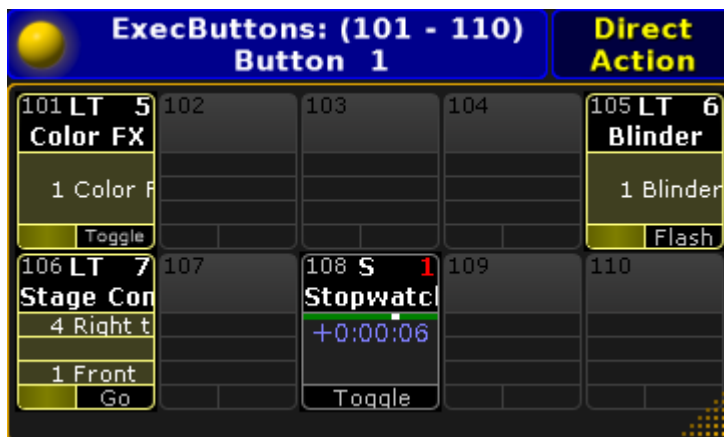 ExecButtons: (101 - 110)
Button 1
Direct
Action
101 LT 5
Color FX
1 Color F
Toggle
102
103
104
105 LT 6
Blinder
1 Blinder
Flash
106 LT 7
Stage Con
4 Right t
1 Front
Go
107
108 S 1
Stopwatcl
+0:00:06
Toggle
109
110